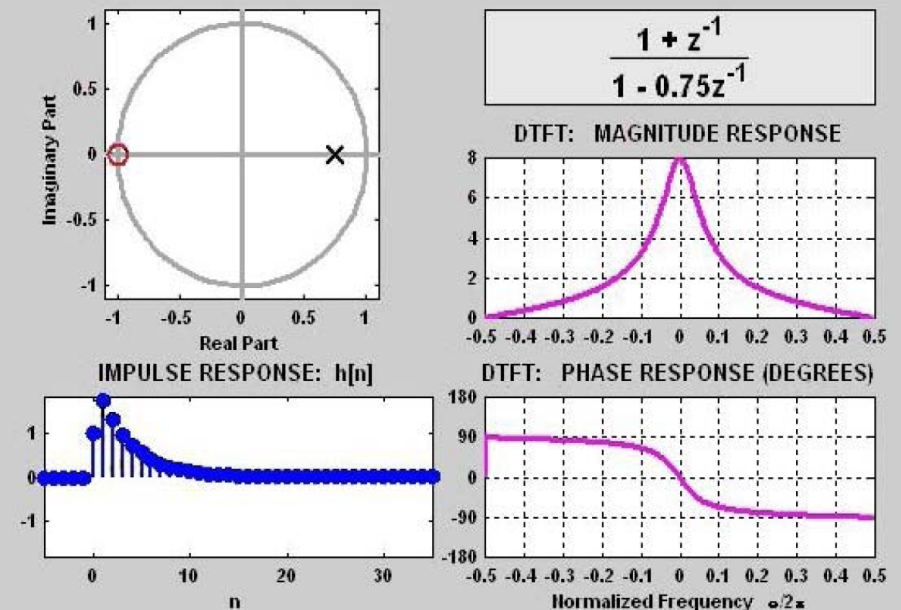 1
0.5
0
-0.5
-1
Imaginary Part
-1 -0.5 0 0.5 1
Real Part
1 + z^-1
1 - 0.75z^-1
DTFT: MAGNITUDE RESPONSE
8
6
4
2
0
-0.5 -0.4 -0.3 -0.2 -0.1 0 0.1 0.2 0.3 0.4 0.5
IMPULSE RESPONSE: h[n]
1
0
-1
0 10 20 30
n
DTFT: PHASE RESPONSE (DEGREES)
180
90
0
-90
-180
-0.5 -0.4 -0.3 -0.2 -0.1 0 0.1 0.2 0.3 0.4 0.5
Normalized Frequency